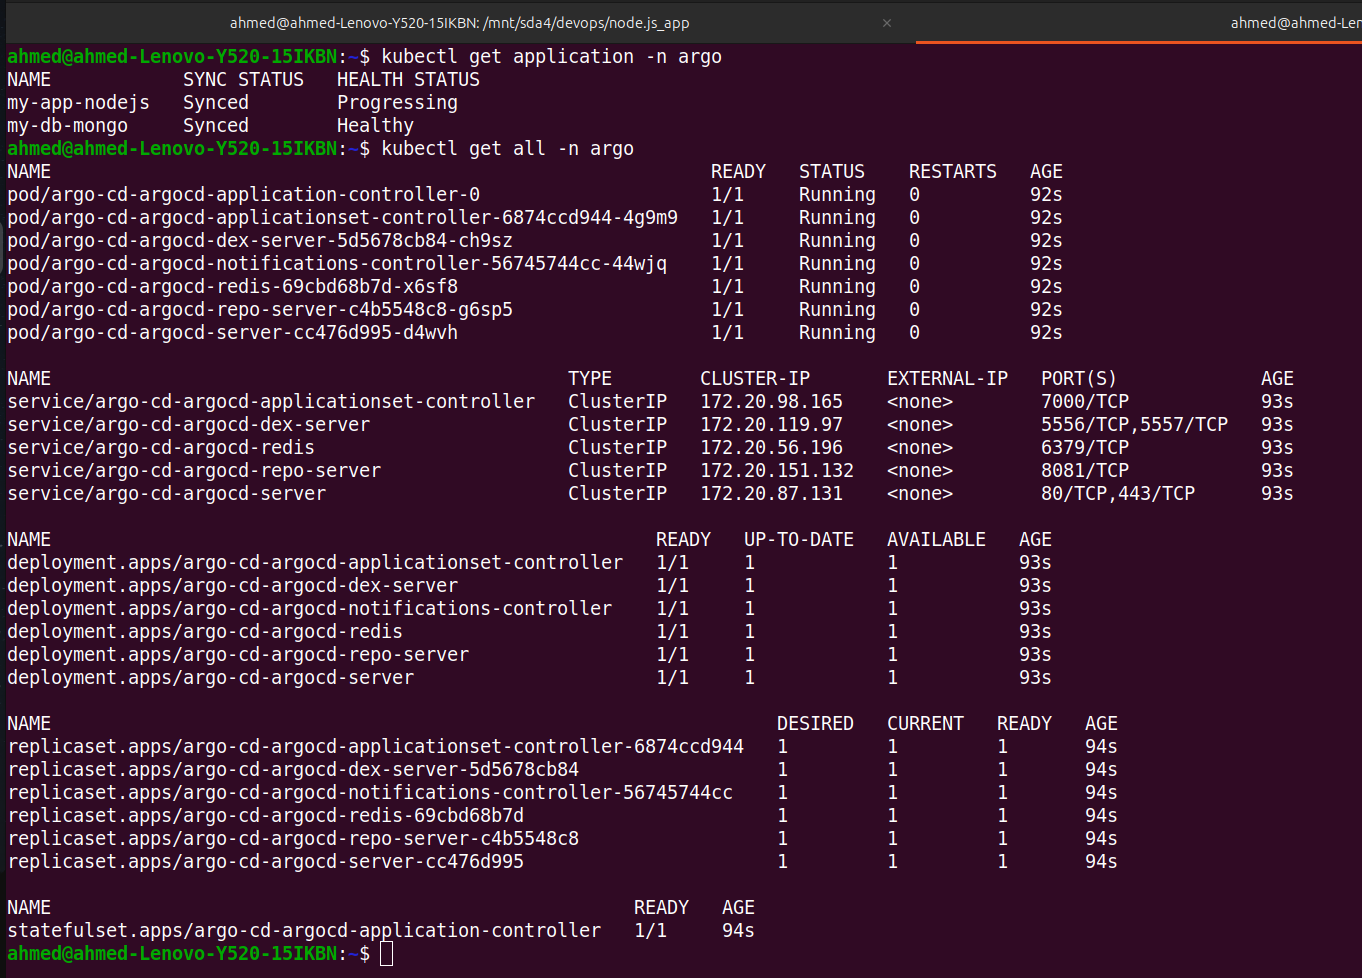 ahmed@ahmed-Lenovo-Y520-15IKBN: /mnt/sda4/devops/node.js_app × ahmed@ahmed-Len
ahmed@ahmed-Lenovo-Y520-15IKBN:~$ kubectl get application -n argo
NAME SYNC STATUS HEALTH STATUS
my-app-nodejs Synced Progressing
my-db-mongo Synced Healthy
ahmed@ahmed-Lenovo-Y520-15IKBN:~$ kubectl get all -n argo
NAME READY STATUS RESTARTS AGE
pod/argo-cd-argocd-application-controller-0 1/1 Running 0 92s
pod/argo-cd-argocd-applicationset-controller-6874ccd944-4g9m9 1/1 Running 0 92s
pod/argo-cd-argocd-dex-server-5d5678cb84-ch9sz 1/1 Running 0 92s
pod/argo-cd-argocd-notifications-controller-56745744cc-44wjq 1/1 Running 0 92s
pod/argo-cd-argocd-redis-69cbd68b7d-x6sf8 1/1 Running 0 92s
pod/argo-cd-argocd-repo-server-c4b5548c8-g6sp5 1/1 Running 0 92s
pod/argo-cd-argocd-server-cc476d995-d4wvh 1/1 Running 0 92s
NAME TYPE CLUSTER-IP EXTERNAL-IP PORT(S) AGE
service/argo-cd-argocd-applicationset-controller ClusterIP 172.20.98.165 <none> 7000/TCP 93s
service/argo-cd-argocd-dex-server ClusterIP 172.20.119.97 <none> 5556/TCP,5557/TCP 93s
service/argo-cd-argocd-redis ClusterIP 172.20.56.196 <none> 6379/TCP 93s
service/argo-cd-argocd-repo-server ClusterIP 172.20.151.132 <none> 8081/TCP 93s
service/argo-cd-argocd-server ClusterIP 172.20.87.131 <none> 80/TCP,443/TCP 93s
NAME READY UP-TO-DATE AVAILABLE AGE
deployment.apps/argo-cd-argocd-applicationset-controller 1/1 1 1 93s
deployment.apps/argo-cd-argocd-dex-server 1/1 1 1 93s
deployment.apps/argo-cd-argocd-notifications-controller 1/1 1 1 93s
deployment.apps/argo-cd-argocd-redis 1/1 1 1 93s
deployment.apps/argo-cd-argocd-repo-server 1/1 1 1 93s
deployment.apps/argo-cd-argocd-server 1/1 1 1 93s
NAME DESIRED CURRENT READY AGE
replicaset.apps/argo-cd-argocd-applicationset-controller-6874ccd944 1 1 1 94s
replicaset.apps/argo-cd-argocd-dex-server-5d5678cb84 1 1 1 94s
replicaset.apps/argo-cd-argocd-notifications-controller-56745744cc 1 1 1 94s
replicaset.apps/argo-cd-argocd-redis-69cbd68b7d 1 1 1 94s
replicaset.apps/argo-cd-argocd-repo-server-c4b5548c8 1 1 1 94s
replicaset.apps/argo-cd-argocd-server-cc476d995 1 1 1 94s
NAME READY AGE
statefulset.apps/argo-cd-argocd-application-controller 1/1 94s
ahmed@ahmed-Lenovo-Y520-15IKBN:~$